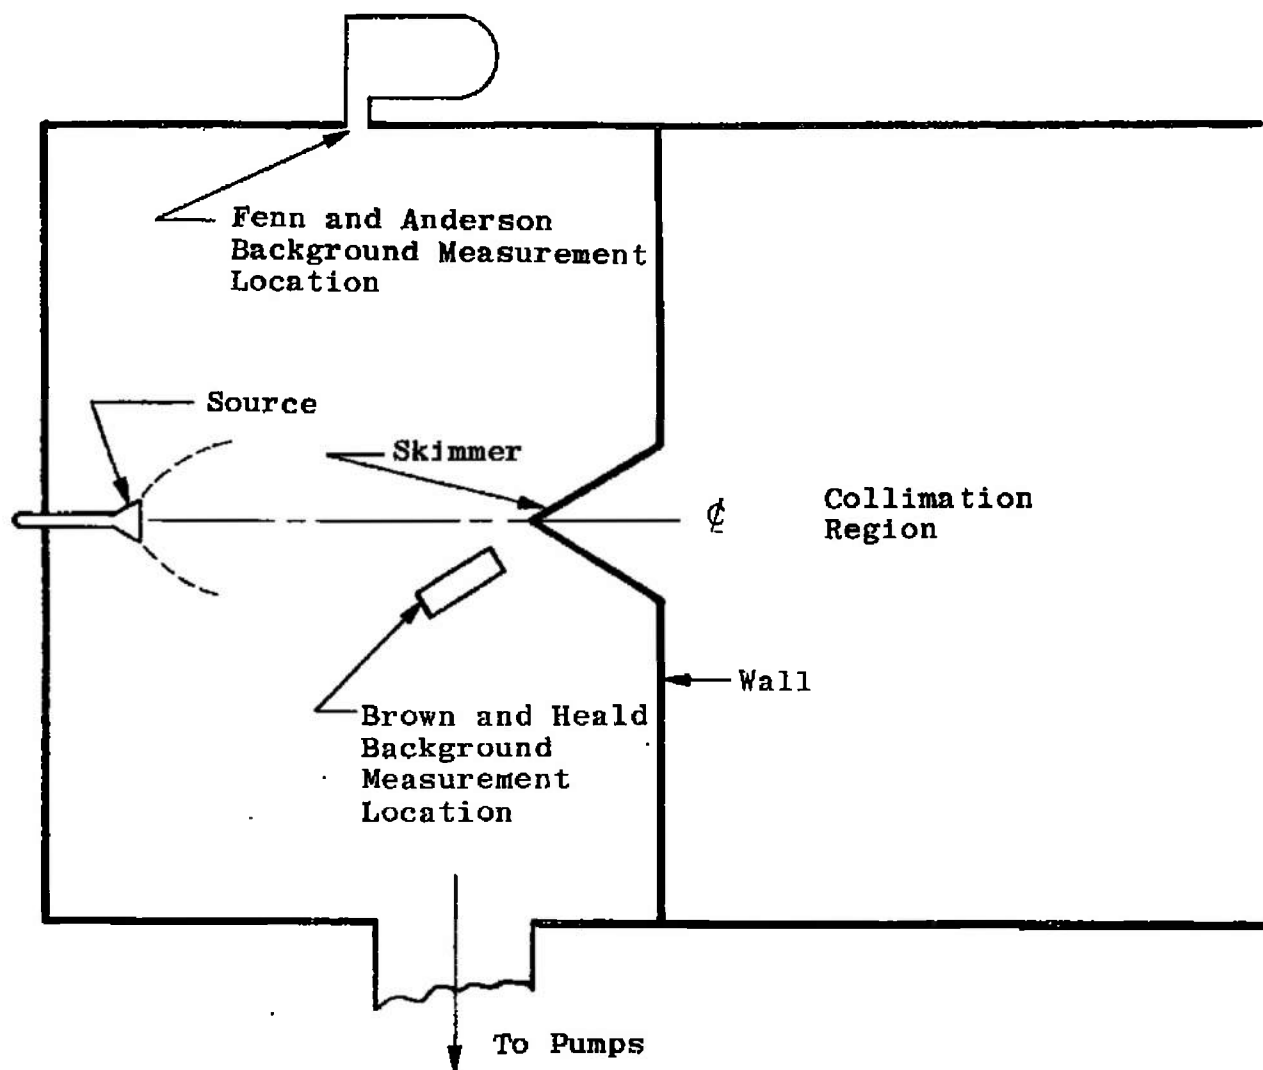 Fenn and Anderson
Background Measurement
Location
Source
Skimmer
℄
Collimation
Region
Wall
Brown and Heald
Background
Measurement
Location
To Pumps